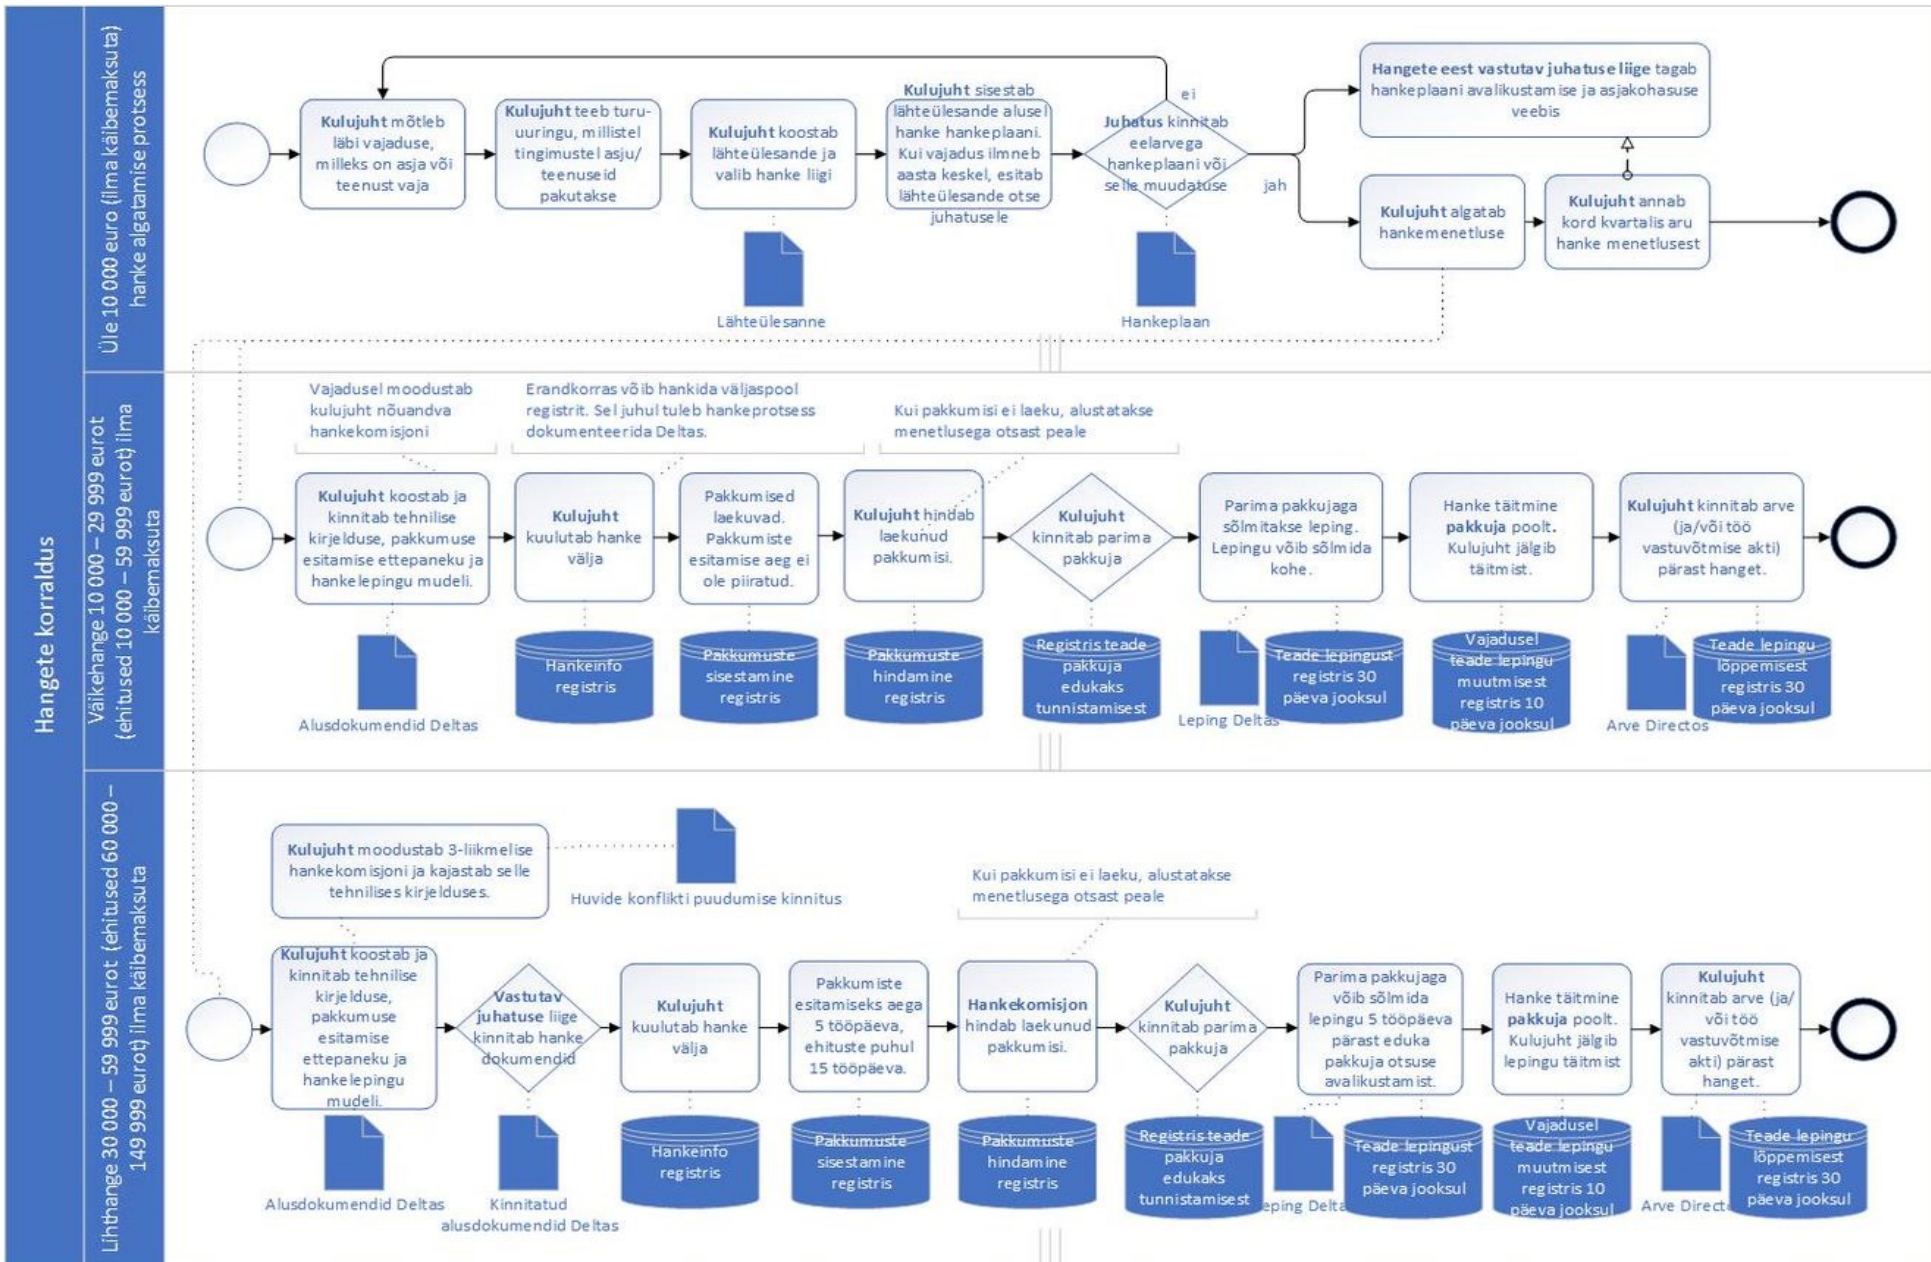 Hangete korraldus
Üle 10 000 euro (ilma käibemaksuta)
hanke algatamise protsess
Kulujuht mõtleb
läbi vajaduse,
milleks on asja või
teenust vaja
Kulujuht teeb turu-
uuringu, millistel
tingimustel asju/
teenuseid
pakutakse
Kulujuht koostab
lähteülesande ja
valib hanke liigi
Lähteülesanne
Kulujuht sisestab
lähteülesande alusel
hanke hankeplaani.
Kui vajadus ilmneb
aasta keskel, esitab
lähteülesande otse
juhatusele
Juhatus kinnitab
eelarvega
hankeplaani või
selle muudatuse
ei
jah
Hankeplaan
Hangete eest vastutav juhatuse liige tagab
hankeplaani avalikustamise ja asjakohasuse
veebis
Kulujuht algatab
hankemenetluse
Kulujuht annab
kord kvartalis aru
hanke menetlusest
Väikehange 10 000 – 29 999 eurot
(ehitused 10 000 – 59 999 eurot) ilma
käibemaksuta
Vajadusel moodustab
kulujuht nõuandva
hankekomisjoni
Erandkorras võib hankida väljaspool
registrit. Sel juhul tuleb hankeprotsess
dokumenteerida Deltas.
Kui pakkumisi ei laeku, alustatakse
menetlusega otsast peale
Kulujuht koostab ja
kinnitab tehnilise
kirjelduse, pakkumuse
esitamise ettepaneku ja
hankelepingu mudeli.
Kulujuht
kuulutab hanke
välja
Pakkumised
laekuvad.
Pakkumiste
esitamise aeg ei
ole piiratud.
Kulujuht hindab
laekunud
pakkumisi.
Kulujuht
kinnitab parima
pakkuja
Parima pakkujaga
sõlmitakse leping.
Lepingu võib sõlmida
kohe.
Hanke täitmine
pakkuja poolt.
Kulujuht jälgib
täitmist.
Kulujuht kinnitab arve
(ja/või töö
vastuvõtmise akti)
pärast hanget.
Alusdokumendid Deltas
Hankeinfo
registris
Pakkumuste
sisestamine
registris
Pakkumuste
hindamine
registris
Registris teade
pakkuja
edukaks
tunnistamisest
Leping Deltas
Teade lepingust
registris 30
päeva jooksul
Vajadusel
teade lepingu
muutmisest
registris 10
päeva jooksul
Arve Directos
Teade lepingu
lõppemisest
registris 30
päeva jooksul
Lihthange 30 000 – 59 999 eurot (ehitused 60 000 –
149 999 eurot) ilma käibemaksuta
Kulujuht moodustab 3-liikmelise
hankekomisjoni ja kajastab selle
tehnilises kirjelduses.
Huvide konflikti puudumise kinnitus
Kui pakkumisi ei laeku, alustatakse
menetlusega otsast peale
Kulujuht koostab ja
kinnitab tehnilise
kirjelduse,
pakkumuse
esitamise
ettepaneku ja
hankelepingu
mudeli.
Vastutav
juhatuse liige
kinnitab hanke
dokumendid
Kulujuht
kuulutab hanke
välja
Pakkumiste
esitamiseks aega
5 tööpäeva,
ehituste puhul
15 tööpäeva.
Hankekomisjon
hindab laekunud
pakkumisi.
Kulujuht
kinnitab parima
pakkuja
Parima pakkujaga
võib sõlmida
lepingu 5 tööpäeva
pärast eduka
pakkuja otsuse
avalikustamist.
Hanke täitmine
pakkuja poolt.
Kulujuht jälgib
lepingu täitmist
Kulujuht
kinnitab arve (ja/
või töö
vastuvõtmise
akti) pärast
hanget.
Alusdokumendid Deltas
Kinnitatud
alusdokumendid Deltas
Hankeinfo
registris
Pakkumuste
sisestamine
registris
Pakkumuste
hindamine
registris
Registris teade
pakkuja
edukaks
tunnistamisest
eping Delta
Teade lepingust
registris 30
päeva jooksul
Vajadusel
teade lepingu
muutmisest
registris 10
päeva jooksul
Arve Directo
Teade lepingu
lõppemisest
registris 30
päeva jooksul